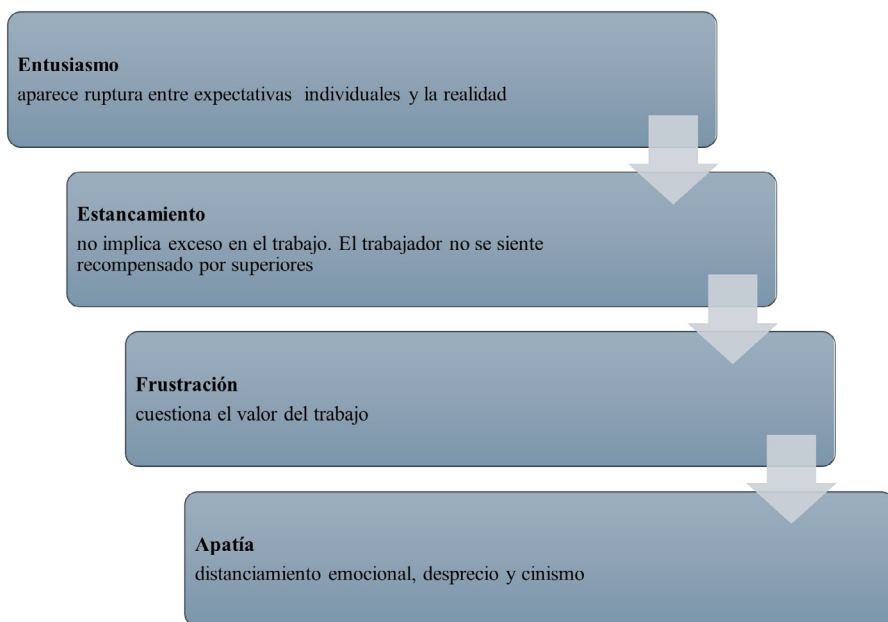 Entusiasmo
aparece ruptura entre expectativas individuales y la realidad
Estancamiento
no implica exceso en el trabajo. El trabajador no se siente
recompensado por superiores
Frustración
cuestiona el valor del trabajo
Apatía
distanciamiento emocional, desprecio y cinismo